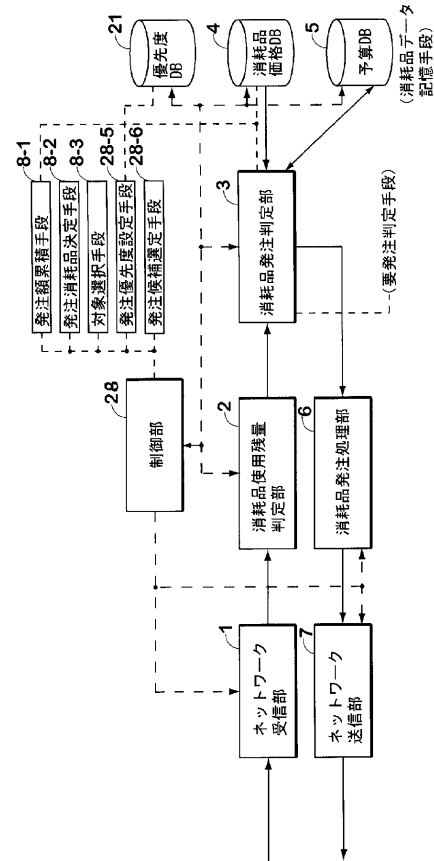 8-1
発注額累積手段
8-2
発注消耗品決定手段
8-3
対象選択手段
28-5
発注優先度設定手段
28-6
発注候補選定手段
21
優先度
DB
28
制御部
4
消耗品
価格DB
5
予算DB
(消耗品データ
記憶手段)
1
ネットワーク
受信部
2
消耗品使用残量
判定部
3
消耗品発注判定部
(要発注判定手段)
7
ネットワーク
送信部
6
消耗品発注処理部